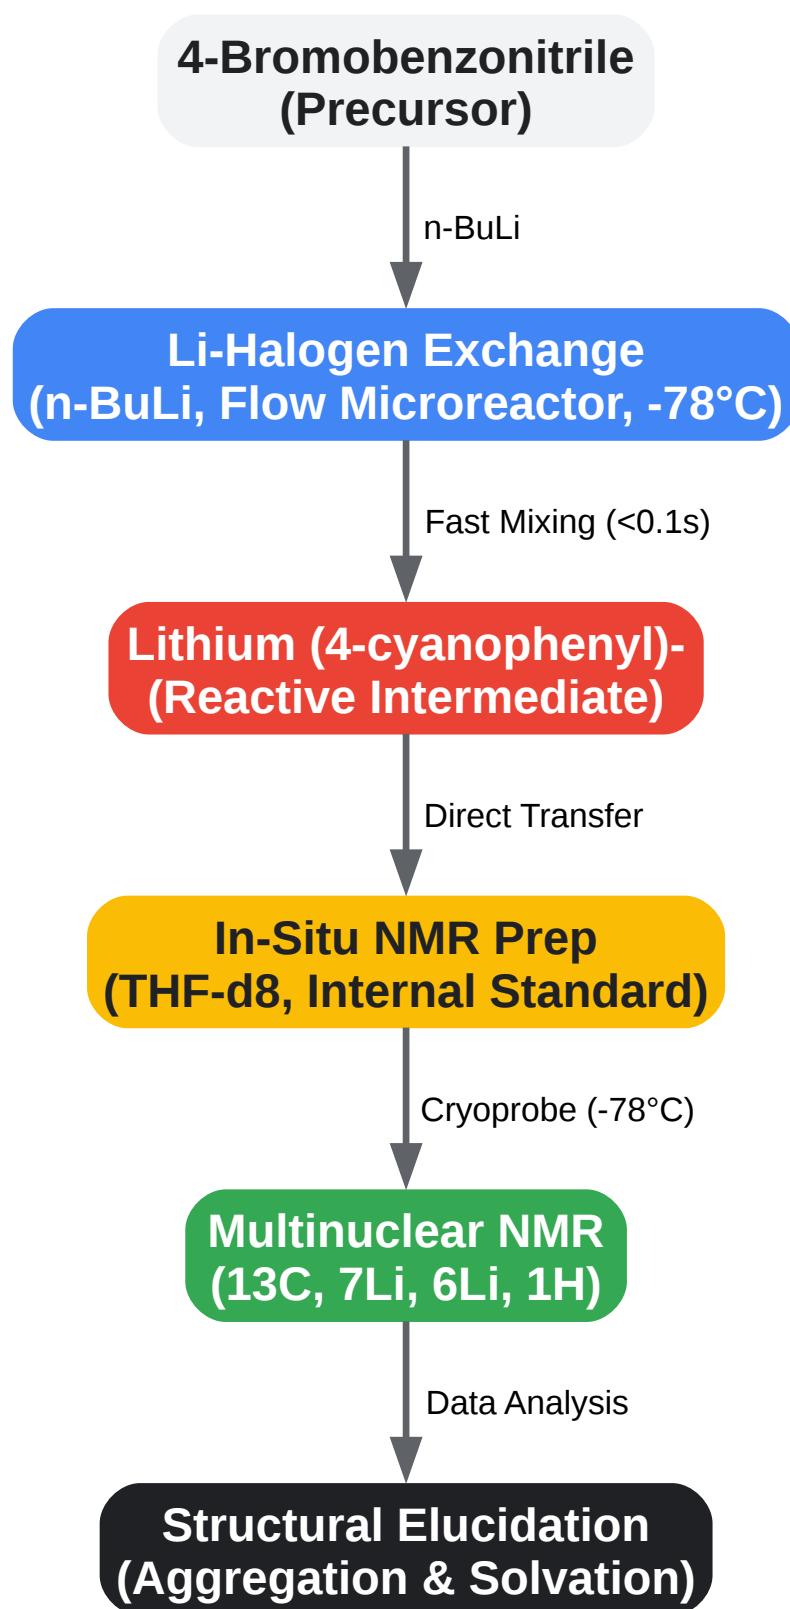 4-Bromobenzonitrile
(Precursor)
n-BuLi
Li-Halogen Exchange
(n-BuLi, Flow Microreactor, -78°C)
Fast Mixing (<0.1s)
Lithium (4-cyanophenyl)-
(Reactive Intermediate)
Direct Transfer
In-Situ NMR Prep
(THF-d8, Internal Standard)
Cryoprobe (-78°C)
Multinuclear NMR
(13C, 7Li, 6Li, 1H)
Data Analysis
Structural Elucidation
(Aggregation & Solvation)